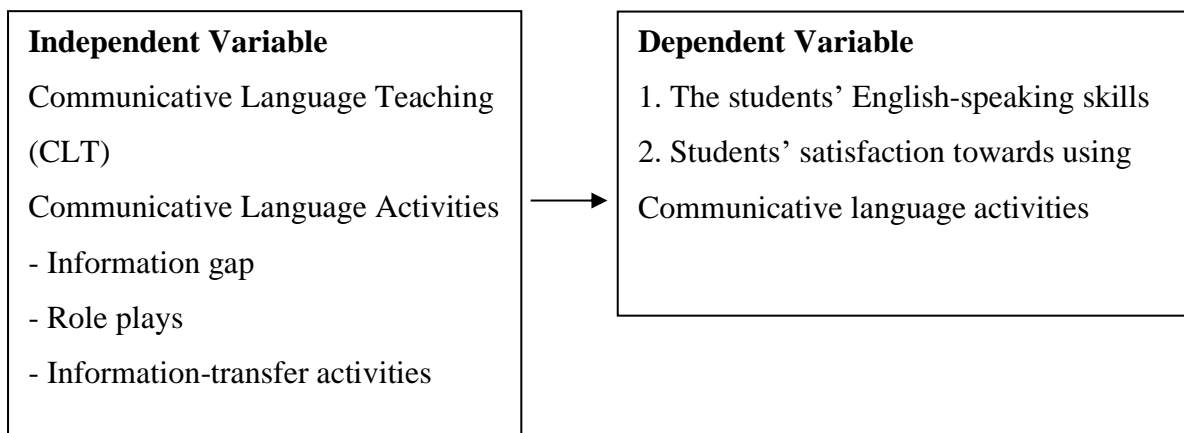 Independent Variable
Communicative Language Teaching
(CLT)
Communicative Language Activities
- Information gap
- Role plays
- Information-transfer activities
Dependent Variable
1. The students’ English-speaking skills
2. Students’ satisfaction towards using
Communicative language activities